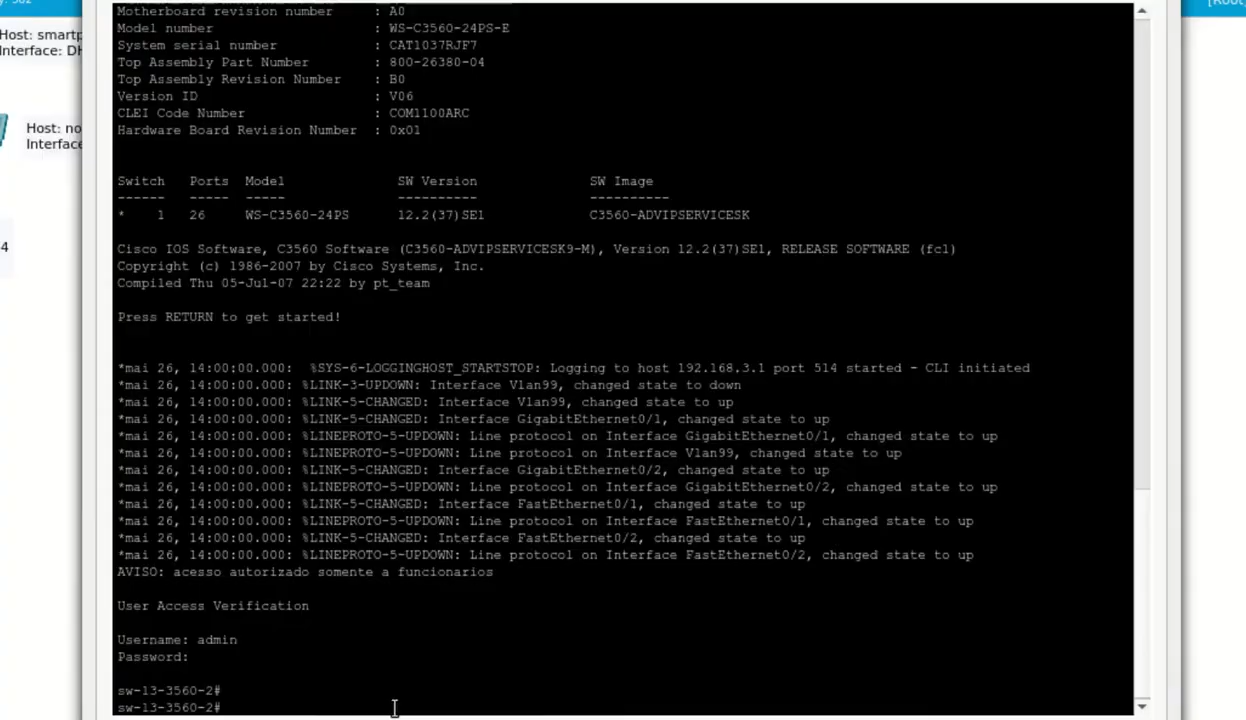 Host: smartp
Interface: DH
Host: no
Interface
4
Motherboard revision number : A0
Model number : WS-C3560-24PS-E
System serial number : CAT1037RJF7
Top Assembly Part Number : 800-26380-04
Top Assembly Revision Number : B0
Version ID : V06
CLEI Code Number : COM1100ARC
Hardware Board Revision Number : 0x01
Switch Ports Model SW Version SW Image
------ ----- ----- ---------- ----------
* 1 26 WS-C3560-24PS 12.2(37)SE1 C3560-ADVIPSERVICESK
Cisco IOS Software, C3560 Software (C3560-ADVIPSERVICESK9-M), Version 12.2(37)SE1, RELEASE SOFTWARE (fc1)
Copyright (c) 1986-2007 by Cisco Systems, Inc.
Compiled Thu 05-Jul-07 22:22 by pt_team
Press RETURN to get started!
*mai 26, 14:00:00.000: %SYS-6-LOGGINGHOST_STARTSTOP: Logging to host 192.168.3.1 port 514 started - CLI initiated
*mai 26, 14:00:00.000: %LINK-3-UPDOWN: Interface Vlan99, changed state to down
*mai 26, 14:00:00.000: %LINK-5-CHANGED: Interface Vlan99, changed state to up
*mai 26, 14:00:00.000: %LINK-5-CHANGED: Interface GigabitEthernet0/1, changed state to up
*mai 26, 14:00:00.000: %LINEPROTO-5-UPDOWN: Line protocol on Interface GigabitEthernet0/1, changed state to up
*mai 26, 14:00:00.000: %LINEPROTO-5-UPDOWN: Line protocol on Interface Vlan99, changed state to up
*mai 26, 14:00:00.000: %LINK-5-CHANGED: Interface GigabitEthernet0/2, changed state to up
*mai 26, 14:00:00.000: %LINEPROTO-5-UPDOWN: Line protocol on Interface GigabitEthernet0/2, changed state to up
*mai 26, 14:00:00.000: %LINK-5-CHANGED: Interface FastEthernet0/1, changed state to up
*mai 26, 14:00:00.000: %LINEPROTO-5-UPDOWN: Line protocol on Interface FastEthernet0/1, changed state to up
*mai 26, 14:00:00.000: %LINK-5-CHANGED: Interface FastEthernet0/2, changed state to up
*mai 26, 14:00:00.000: %LINEPROTO-5-UPDOWN: Line protocol on Interface FastEthernet0/2, changed state to up
AVISO: acesso autorizado somente a funcionarios
User Access Verification
Username: admin
Password:
sw-13-3560-2#
sw-13-3560-2#